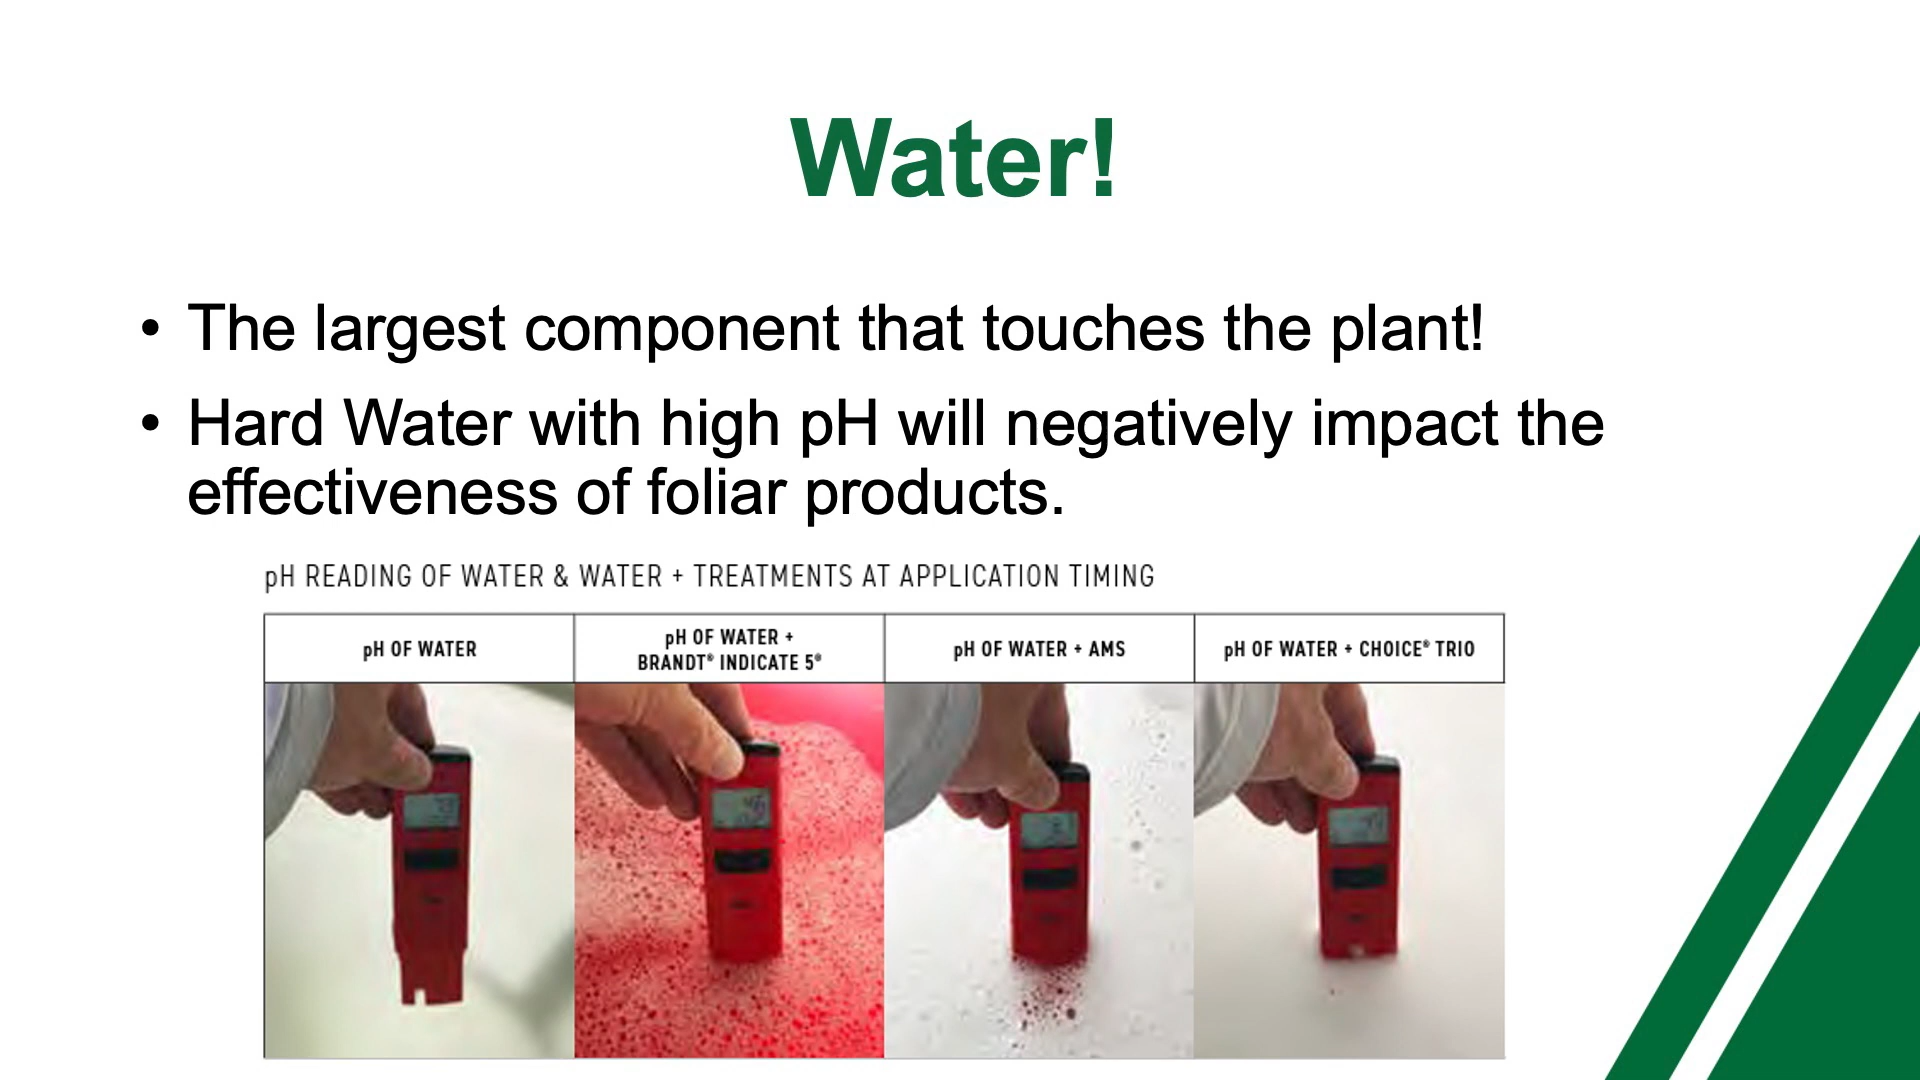 Water!
• The largest component that touches the plant!
• Hard Water with high pH will negatively impact the
effectiveness of foliar products.
pH READING OF WATER & WATER + TREATMENTS AT APPLICATION TIMING
pH OF WATER
pH OF WATER +
BRANDT® INDICATE 5®
pH OF WATER + AMS
pH OF WATER + CHOICE® TRIO